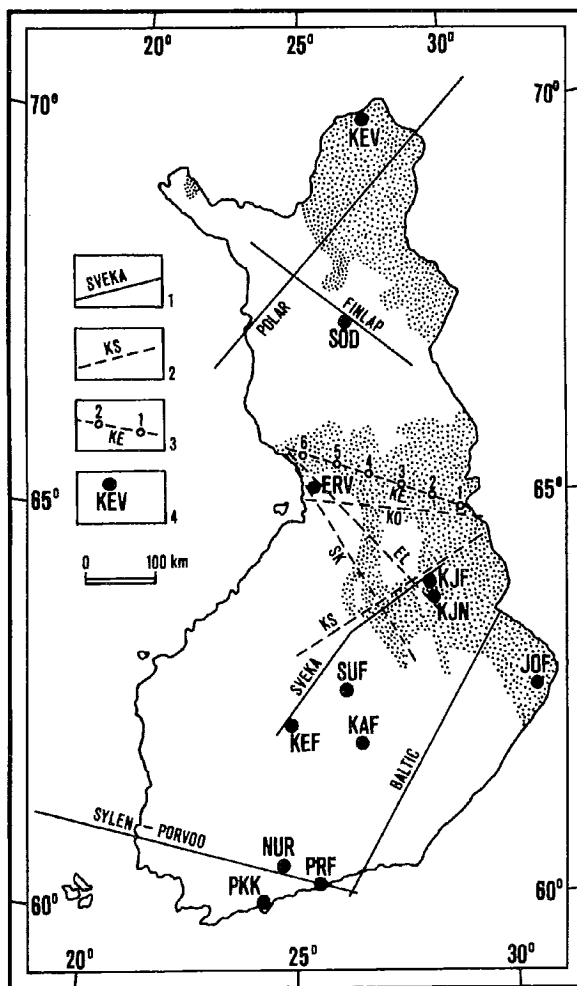 20° 25° 30°
70°
KEV
SVEKA
1
POLAR
FINLAP
SOD
KS
2
2 1
KE
3
6 5 4 3 2 1
KE
KEV
4
65° 65°
ERV
KO
0 100 km
SK
EL
KJF
KJN
KS
SVEKA
SUF
JOF
KEF
KAF
BALTIC
SYLEN - PORVOO
NUR
PRF
PKK
60° 60°
20° 25° 30°
70°